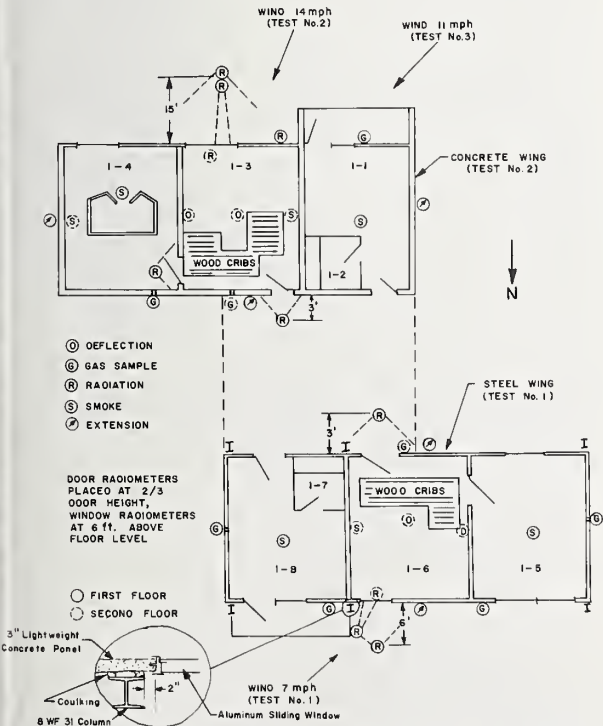 WIND 14 mph
(TEST No.2)
WIND 11 mph
(TEST No.3)
R
R
15'
R
G
1-4
R
1-3
1-1
CONCRETE WING
(TEST No.2)
S
S
O
O
S
S
WOOD CRIBS
1-2
R
N
G
G
R
3'
O DEFLECTION
G GAS SAMPLE
R RADIATION
S SMOKE
EXTENSION
STEEL WING
(TEST No. 1)
R
3'
G
I
I
I
DOOR RADIOMETERS
PLACED AT 2/3
DOOR HEIGHT,
WINDOW RADIOMETERS
AT 6 ft. ABOVE
FLOOR LEVEL
1-7
WOOD CRIBS
G
S
S
O
D
S
G
1-8
1-6
1-5
FIRST FLOOR
SECOND FLOOR
R
I
G
I
G
I
R
R
6'
3" Lightweight
Concrete Panel
2"
Caulking
8 WF 31 Column
Aluminum Sliding Window
WIND 7 mph
(TEST No.1)